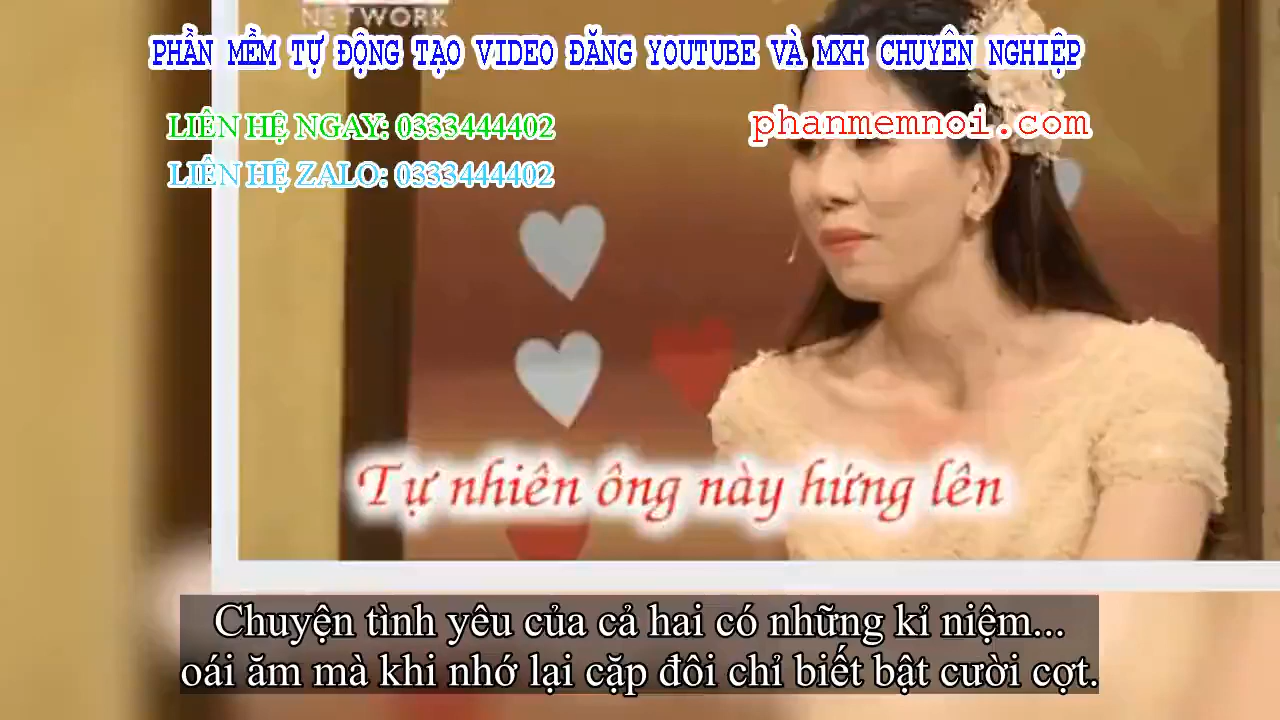 NETWORK
PHẦN MỀM TỰ ĐỘNG TẠO VIDEO ĐĂNG YOUTUBE VÀ MXH CHUYÊN NGHIỆP
LIÊN HỆ NGAY: 0333444402
phanmemnoi.com
LIÊN HỆ ZALO: 0333444402
Tự nhiên ông này hứng lên
Chuyện tình yêu của cả hai có những kỉ niệm...
oái ăm mà khi nhớ lại cặp đôi chỉ biết bật cười cợt.